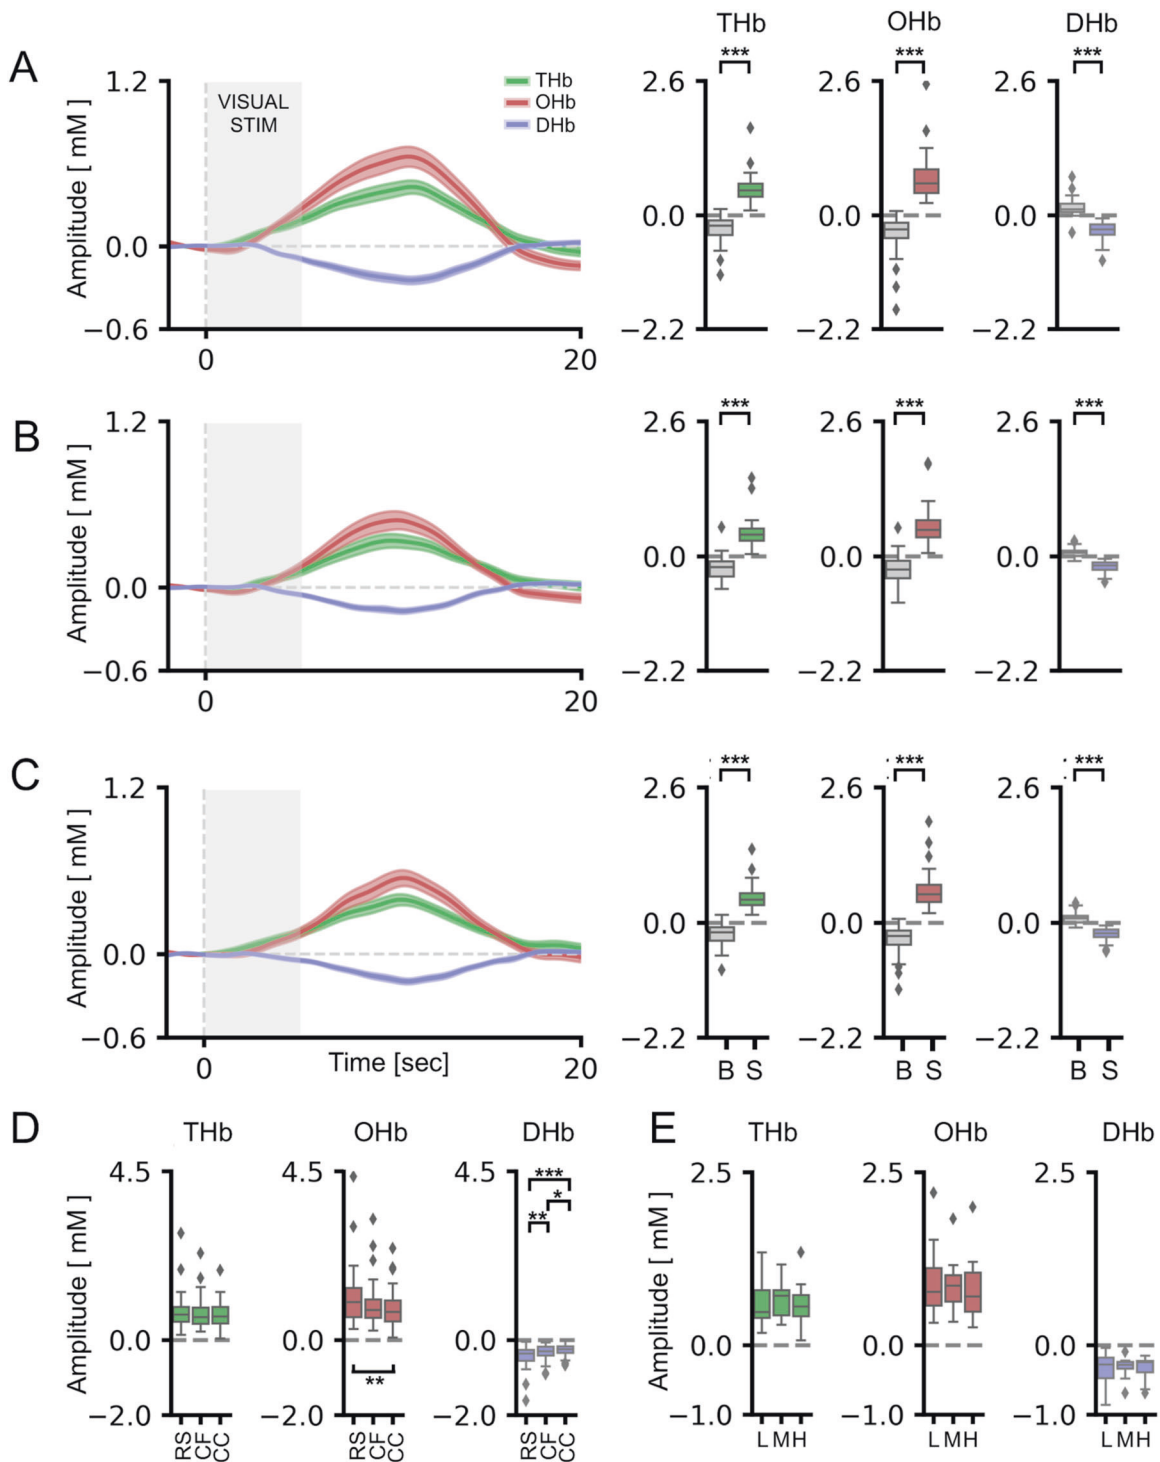 THb OHb DHb
A
*** *** ***
1.2
VISUAL
STIM
THb
OHb
DHb
Amplitude [ mM ]
0.0
−0.6
0 20
2.6 2.6 2.6
0.0 0.0 0.0
−2.2 −2.2 −2.2
B
*** *** ***
1.2
Amplitude [ mM ]
0.0
−0.6
0 20
2.6 2.6 2.6
0.0 0.0 0.0
−2.2 −2.2 −2.2
C
*** *** ***
1.2
Amplitude [ mM ]
0.0
−0.6
0 Time [sec] 20
2.6 2.6 2.6
0.0 0.0 0.0
−2.2 −2.2 −2.2
B S B S B S
D
THb OHb DHb
4.5 4.5 4.5
Amplitude [ mM ]
***
*
**
0.0 0.0 0.0
**
−2.0 −2.0 −2.0
RS CF CC RS CF CC RS CF CC
E
THb OHb DHb
2.5 2.5 2.5
Amplitude [ mM ]
0.0 0.0 0.0
−1.0 −1.0 −1.0
L M H L M H L M H